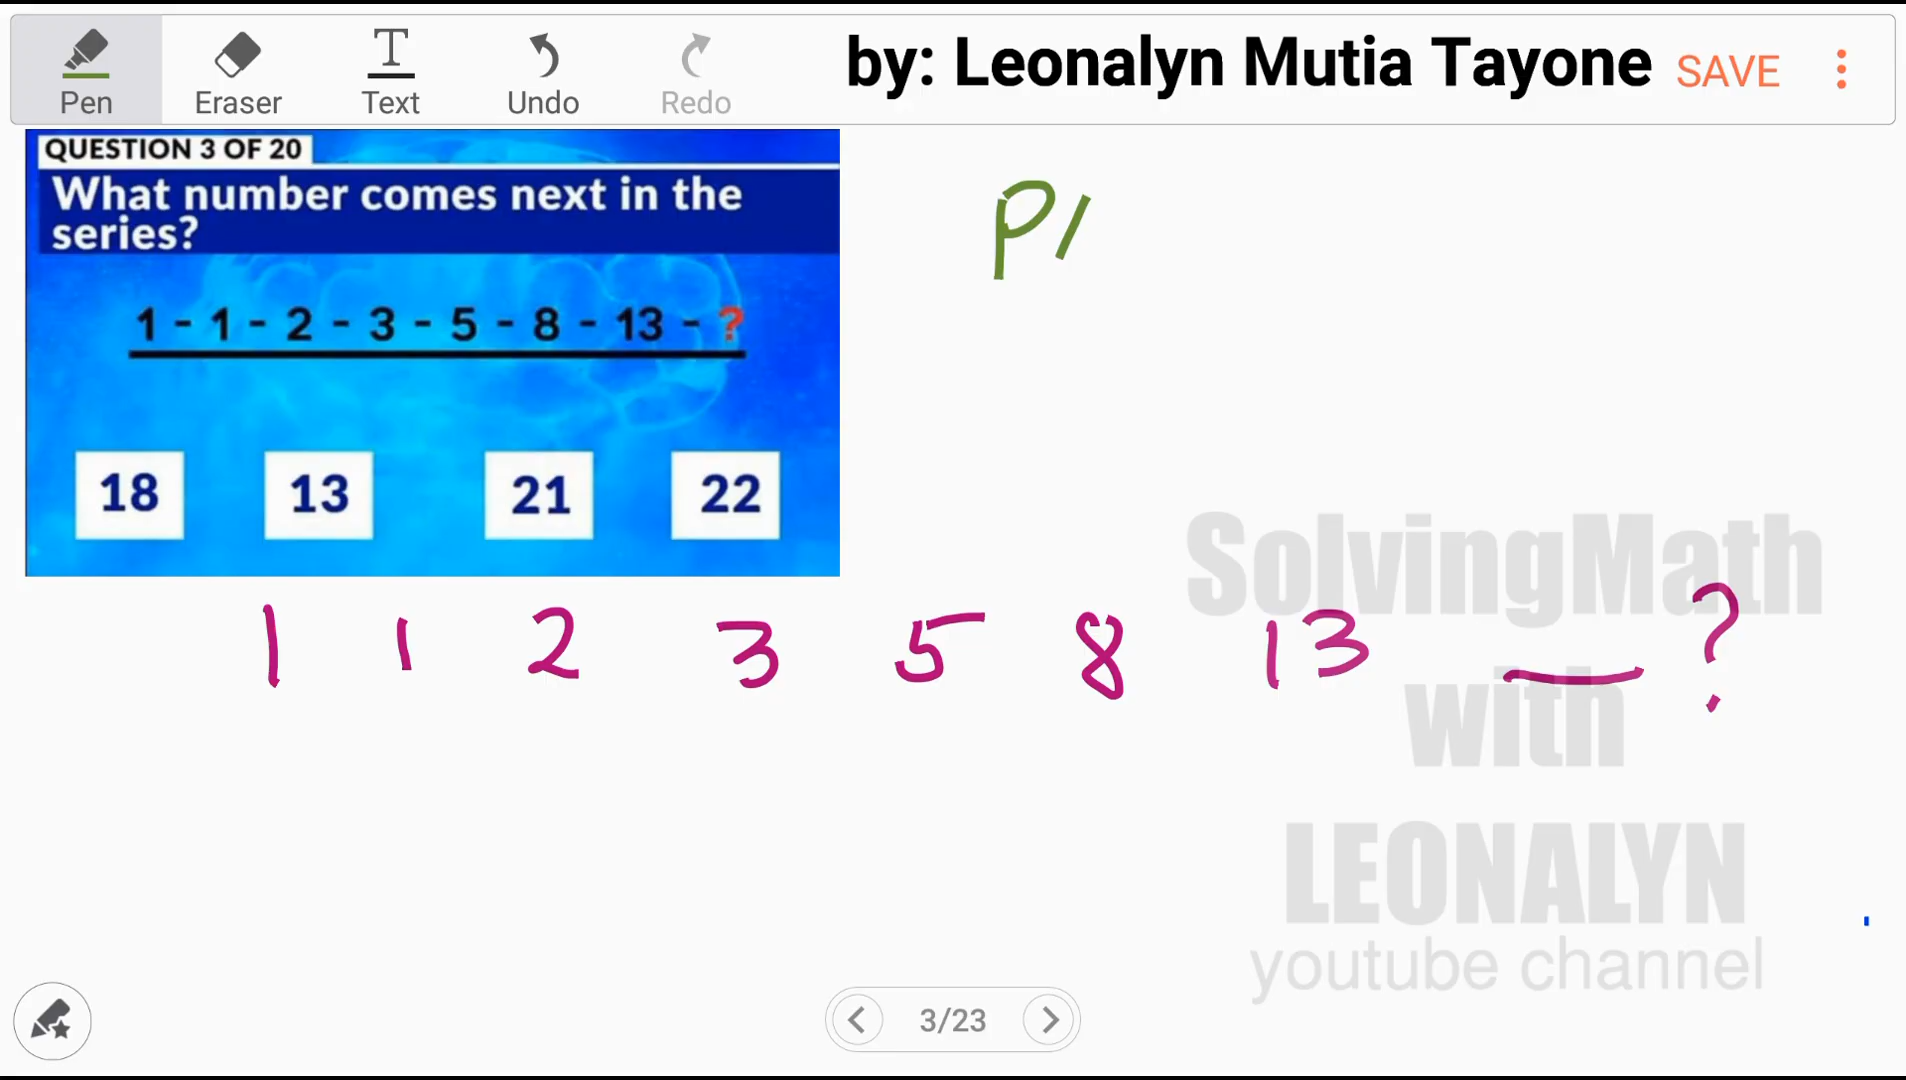 Pen
Eraser
Text
Undo
Redo
by: Leonalyn Mutia Tayone
SAVE
QUESTION 3 OF 20
What number comes next in the
series?
1 - 1 - 2 - 3 - 5 - 8 - 13 - ?
18 13 21 22
P/
1 1 2 3 5 8 13 _ ?
SolvingMath
with
LEONALYN
youtube channel
3/23